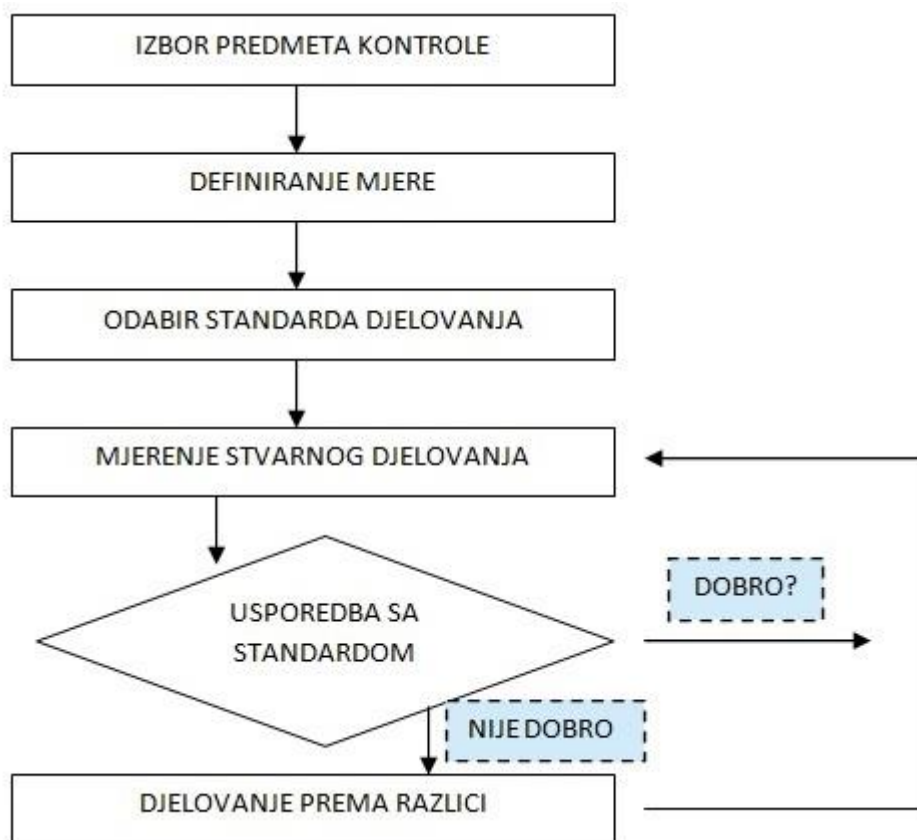 IZBOR PREDMETA KONTROLE
DEFINIRANJE MJERE
ODABIR STANDARDA DJELOVANJA
MJERENJE STVARNOG DJELOVANJA
USPOREDBA SA
STANDARDOM
DOBRO?
NIJE DOBRO
DJELOVANJE PREMA RAZLICI